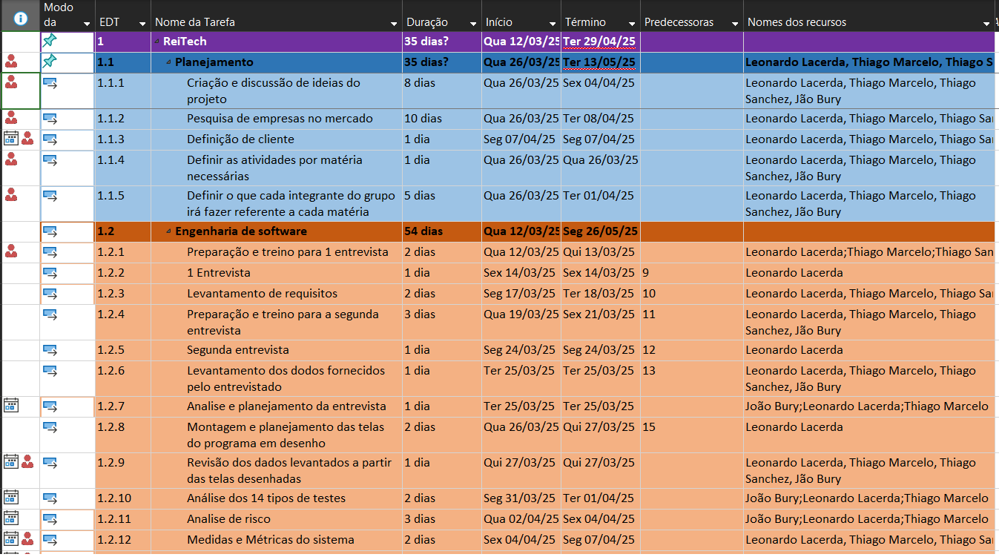 Modo
da EDT Nome da Tarefa Duração Início Término Predecessoras Nomes dos recursos
1 ReiTech 35 dias? Qua 12/03/25 Ter 29/04/25
1.1 Planejamento 35 dias? Qua 26/03/25 Ter 13/05/25 Leonardo Lacerda, Thiago Marcelo, Thiago S
1.1.1 Criação e discussão de ideias do 8 dias Qua 26/03/25 Sex 04/04/25 Leonardo Lacerda, Thiago Marcelo, Thiago
projeto Sanchez, Jão Bury
1.1.2 Pesquisa de empresas no mercado 10 dias Qua 26/03/25 Ter 08/04/25 Leonardo Lacerda, Thiago Marcelo, Thiago Sa
1.1.3 Definição de cliente 1 dia Seg 07/04/25 Seg 07/04/25 Leonardo Lacerda, Thiago Marcelo, Thiago Sa
1.1.4 Definir as atividades por matéria 1 dia Qua 26/03/25 Qua 26/03/25 Leonardo Lacerda, Thiago Marcelo, Thiago
necessárias Sanchez, Jão Bury
1.1.5 Definir o que cada integrante do grupo 5 dias Qua 26/03/25 Ter 01/04/25 Leonardo Lacerda, Thiago Marcelo, Thiago
irá fazer referente a cada matéria Sanchez, Jão Bury
1.2 Engenharia de software 54 dias Qua 12/03/25 Seg 26/05/25
1.2.1 Preparação e treino para 1 entrevista 2 dias Qua 12/03/25 Qui 13/03/25 Leonardo Lacerda;Thiago Marcelo;Thiago San
1.2.2 1 Entrevista 1 dia Sex 14/03/25 Sex 14/03/25 9 Leonardo Lacerda
1.2.3 Levantamento de requisitos 2 dias Seg 17/03/25 Ter 18/03/25 10 Leonardo Lacerda, Thiago Marcelo, Thiago Sa
1.2.4 Preparação e treino para a segunda 3 dias Qua 19/03/25 Sex 21/03/25 11 Leonardo Lacerda, Thiago Marcelo, Thiago
entrevista Sanchez, Jão Bury
1.2.5 Segunda entrevista 1 dia Seg 24/03/25 Seg 24/03/25 12 Leonardo Lacerda
1.2.6 Levantamento dos dodos fornecidos 1 dia Ter 25/03/25 Ter 25/03/25 13 Leonardo Lacerda, Thiago Marcelo, Thiago
pelo entrevistado Sanchez, Jão Bury
1.2.7 Analise e planejamento da entrevista 1 dia Ter 25/03/25 Ter 25/03/25 João Bury;Leonardo Lacerda;Thiago Marcelo
1.2.8 Montagem e planejamento das telas 2 dias Qua 26/03/25 Qui 27/03/25 15 Leonardo Lacerda
do programa em desenho
1.2.9 Revisão dos dados levantados a partir 1 dia Qui 27/03/25 Qui 27/03/25 Leonardo Lacerda, Thiago Marcelo, Thiago
das telas desenhadas Sanchez, Jão Bury
1.2.10 Análise dos 14 tipos de testes 2 dias Seg 31/03/25 Ter 01/04/25 João Bury;Leonardo Lacerda;Thiago Marcelo
1.2.11 Analise de risco 3 dias Qua 02/04/25 Sex 04/04/25 João Bury;Leonardo Lacerda;Thiago Marcelo
1.2.12 Medidas e Métricas do sistema 2 dias Sex 04/04/25 Seg 07/04/25 Leonardo Lacerda, Thiago Marcelo, Thiago Sa